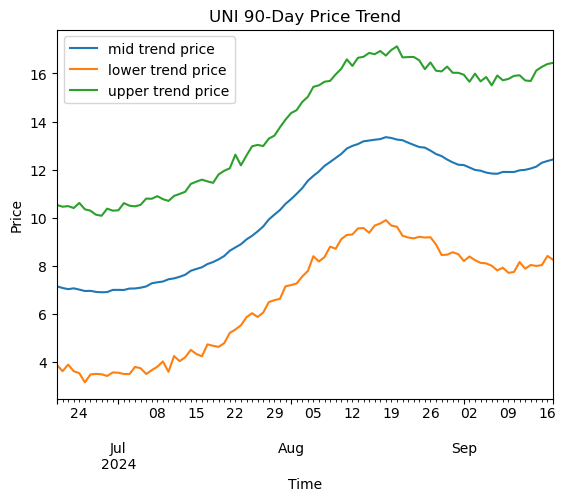 UNI 90-Day Price Trend
mid trend price
lower trend price
upper trend price
Price
16
14
12
10
8
6
4
24 08 15 22 29 05 12 19 26 02 09 16
Jul Aug Sep
2024
Time